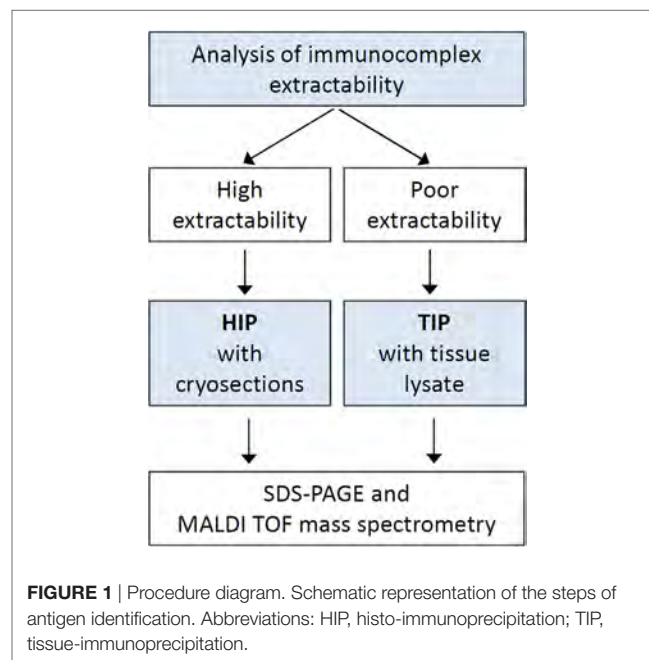 Analysis of immunocomplex
extractability
High
extractability
Poor
extractability
HIP
with
cryosections
TIP
with tissue
lysate
SDS-PAGE and
MALDI TOF mass spectrometry
FIGURE 1 | Procedure diagram. Schematic representation of the steps of
antigen identification. Abbreviations: HIP, histo-immunoprecipitation; TIP,
tissue-immunoprecipitation.